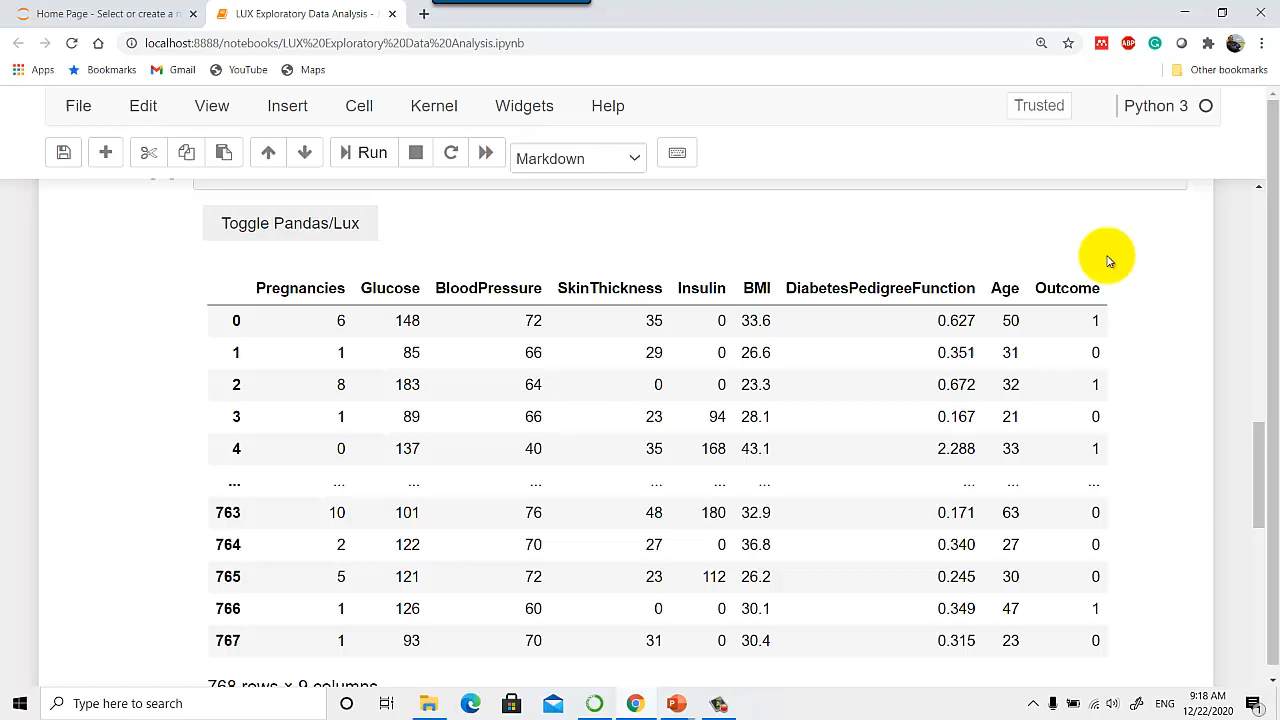 Home Page - Select or create a n
LUX Exploratory Data Analysis -
localhost:8888/notebooks/LUX%20Exploratory%20Data%20Analysis.ipynb
Apps Bookmarks Gmail YouTube Maps Other bookmarks
File Edit View Insert Cell Kernel Widgets Help Trusted Python 3
Run Markdown
Toggle Pandas/Lux
Pregnancies Glucose BloodPressure SkinThickness Insulin BMI DiabetesPedigreeFunction Age Outcome
0 6 148 72 35 0 33.6 0.627 50 1
1 1 85 66 29 0 26.6 0.351 31 0
2 8 183 64 0 0 23.3 0.672 32 1
3 1 89 66 23 94 28.1 0.167 21 0
4 0 137 40 35 168 43.1 2.288 33 1
... ... ... ... ... ... ... ... ... ...
763 10 101 76 48 180 32.9 0.171 63 0
764 2 122 70 27 0 36.8 0.340 27 0
765 5 121 72 23 112 26.2 0.245 30 0
766 1 126 60 0 0 30.1 0.349 47 1
767 1 93 70 31 0 30.4 0.315 23 0
768 rows × 9 columns
Type here to search
ENG
9:18 AM
12/22/2020